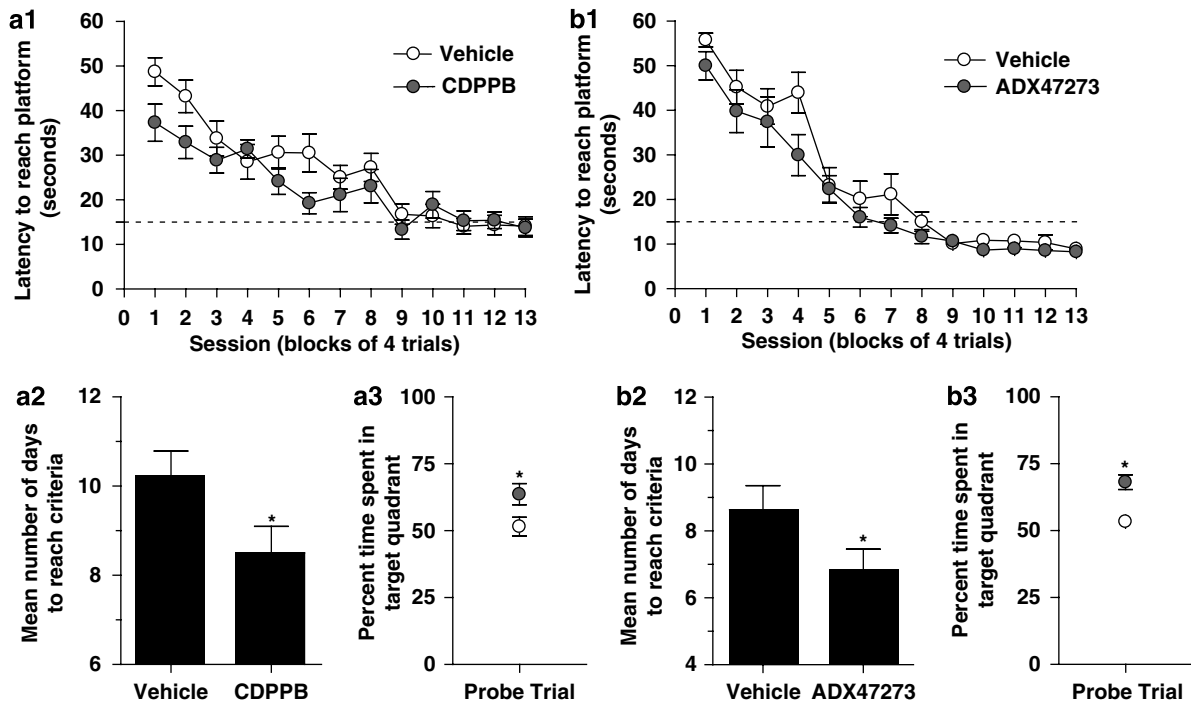 a1
60
50
40
30
20
10
0
Latency to reach platform
(seconds)
Vehicle
CDPPB
0 1 2 3 4 5 6 7 8 9 10 11 12 13
Session (blocks of 4 trials)
b1
60
50
40
30
20
10
0
Latency to reach platform
(seconds)
Vehicle
ADX47273
0 1 2 3 4 5 6 7 8 9 10 11 12 13
Session (blocks of 4 trials)
a2
12
10
8
6
Mean number of days
to reach criteria
*
Vehicle CDPPB
a3
100
75
50
25
0
Percent time spent in
target quadrant
*
Probe Trial
b2
12
10
8
6
4
Mean number of days
to reach criteria
*
Vehicle ADX47273
b3
100
75
50
25
0
Percent time spent in
target quadrant
*
Probe Trial